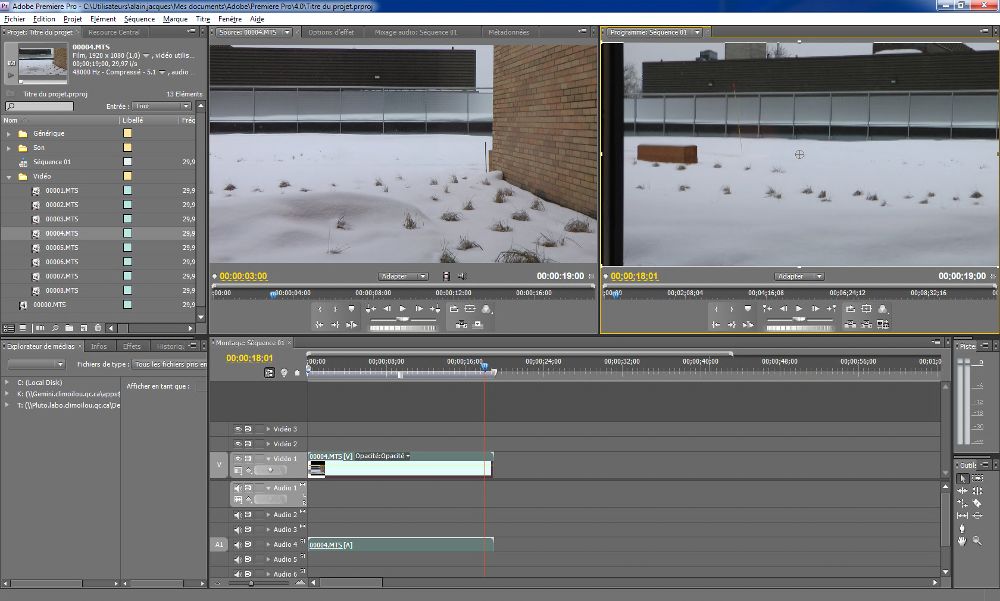 Adobe Premiere Pro - C:\Utilisateurs\alain.jacques\Mes documents\Adobe\Premiere Pro\4.0\Titre du projet.prproj
Fichier Edition Projet Elément Séquence Marque Titre Fenêtre Aide
Projet: Titre du projet
Resource Central
00004.MTS
Film, 1920 x 1080 (1,0) , vidéo utilis...
00;00;19;00, 29,97 i/s
48000 Hz - Compressé - 5.1 , audio ...
Titre du projet.prproj 13 Eléments
Entrée : Tout
Nom Libellé Fréq
Générique
Son
Séquence 01 29,9
Vidéo
00001.MTS 29,9
00002.MTS 29,9
00003.MTS 29,9
00004.MTS 29,9
00005.MTS 29,9
00006.MTS 29,9
00007.MTS 29,9
00008.MTS 29,9
00000.MTS 29,9
Source: 00004.MTS Options d'effet Mixage audio: Séquence 01 Métadonnées
00:00:03:00 Adapter 00:00:19:00
;00:00 00:00:04:00 00:00:08:00 00:00:12:00 00:00:16:00
Programme: Séquence 01
00;00;18;01 Adapter 00;00;19;00
;00;00 00;02;08;04 00;04;16;08 00;06;24;12 00;08;32;16 00
Explorateur de médias Infos Effets Historiqu
Fichiers de type : Tous les fichiers pris en
C: (Local Disk)
K: (\\Gemini.climoilou.qc.ca\apps$
T: (\\Pluto.labo.climoilou.qc.ca\De
Afficher en tant que :
Montage: Séquence 01
00;00;18;01
;00;00 00;00;08;00 00;00;16;00 00;00;24;00 00;00;32;00 00;00;40;00 00;00;48;00 00;00;56;00 00;01;0
Vidéo 3
Vidéo 2
V Vidéo 1
00004.MTS [V] Opacité:Opacité
Audio 1
L
R
Audio 2
Audio 3
A1 Audio 4 51
00004.MTS [A]
Audio 5 51
Audio 6 51
Pistes
0
-6
-12
-18
-30
-∞
Outils